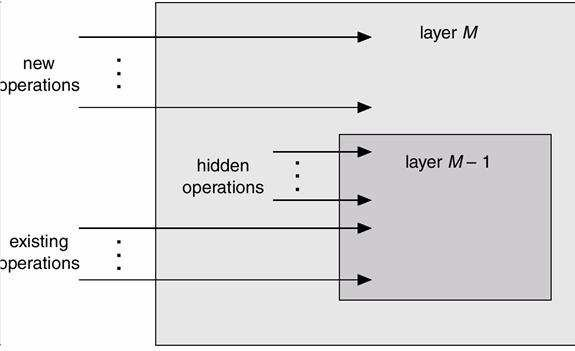 layer M
new
operations
hidden
operations
layer M – 1
existing
operations